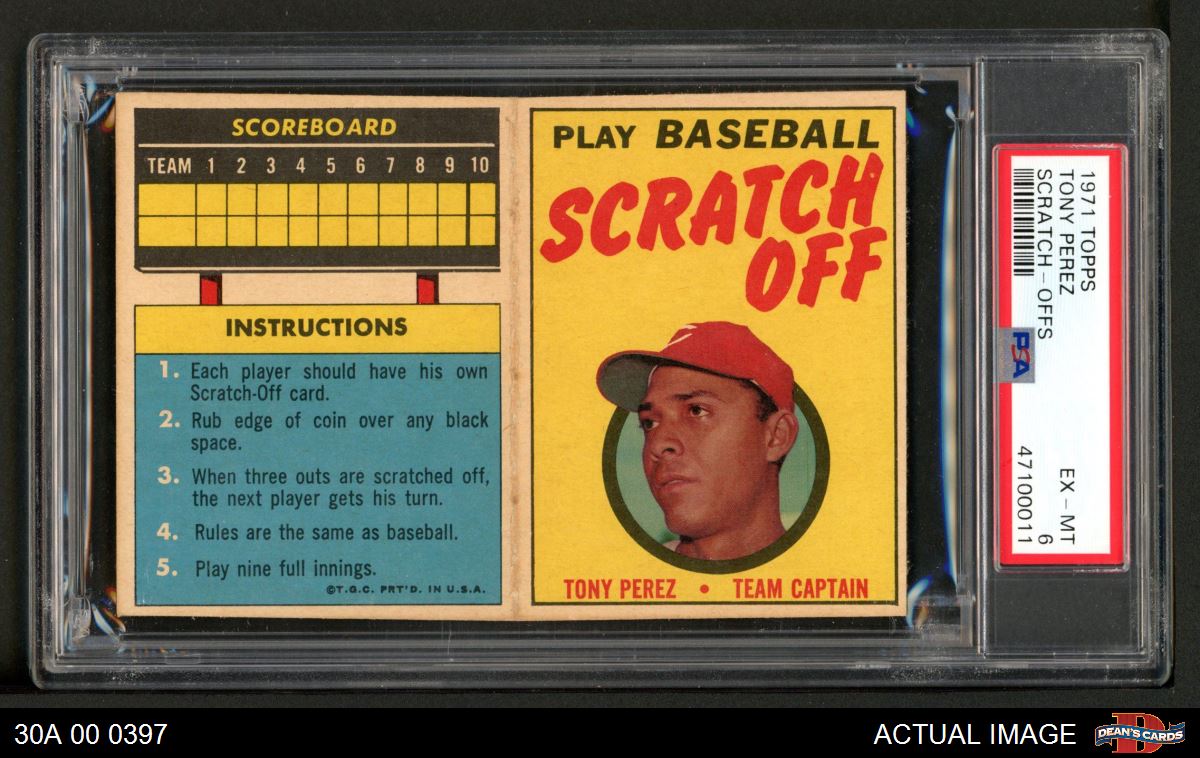 SCOREBOARD
TEAM 1 2 3 4 5 6 7 8 9 10
INSTRUCTIONS
1. Each player should have his own
Scratch-Off card.
2. Rub edge of coin over any black
space.
3. When three outs are scratched off,
the next player gets his turn.
4. Rules are the same as baseball.
5. Play nine full innings.
©T.G.C. PRT'D. IN U.S.A.
PLAY BASEBALL
SCRATCH
OFF
TONY PEREZ • TEAM CAPTAIN
1971 TOPPS
TONY PEREZ
SCRATCH-OFFS
EX-MT
6
47100011
PSA
30A 00 0397
ACTUAL IMAGE
D
DEAN'S CARDS